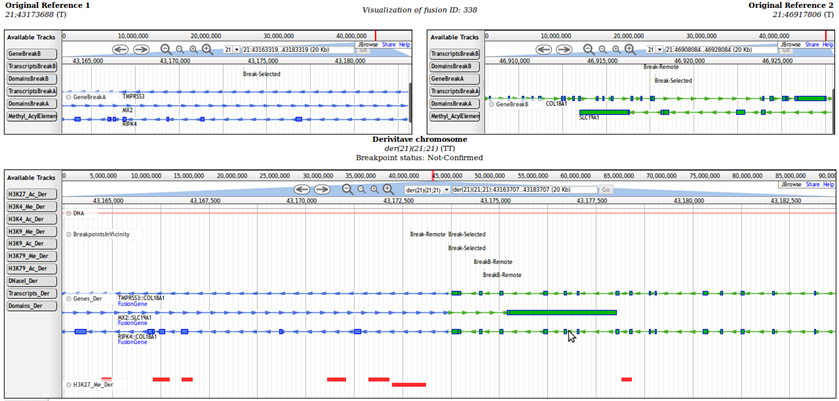 Original Reference 1
21;43173688 (T)
Visualization of fusion ID: 338
Original Reference 2
21;46917806 (T)
Available Tracks
GeneBreakB
TranscriptsBreakB
DomainsBreakB
TranscriptsBreakA
DomainsBreakA
Methyl_AcylElemen
0 10,000,000 20,000,000 30,000,000 40,000,000
JBrowse Share Help
21 21:43163319..43183319 (20 Kb) Go
43,165,000 43,170,000 43,175,000 43,180,000
Break-Selected
GeneBreakA
TMPRSS3
MX2
RIPK4
Available Tracks
TranscriptsBreakB
DomainsBreakB
GeneBreakA
TranscriptsBreakA
DomainsBreakA
Methyl_AcylElemen
0 10,000,000 20,000,000 30,000,000 40,000,000
JBrowse Share Help
21 21:46908084..46928084 (20 Kb) Go
46,910,000 46,915,000 46,920,000 46,925,000
Break-Remote
Break-Selected
GeneBreakB
COL18A1
SLC19A1
Derivitave chromosome
der(21)(21;21) (TT)
Breakpoint status: Not-Confirmed
Available Tracks
H3K27_Ac_Der
H3K4_Me_Der
H3K4_Ac_Der
H3K9_Me_Der
H3K9_Ac_Der
H3K79_Me_Der
H3K79_Ac_Der
DNaseI_Der
Transcripts_Der
Domains_Der
0 5,000,000 10,000,000 15,000,000 20,000,000 25,000,000 30,000,000 35,000,000 40,000,000 45,000,000 50,000,000 55,000,000 60,000,000 65,000,000 70,000,000 75,000,000 80,000,000 85,000,000 90,000
JBrowse Share Help
der(21)(21;21) der(21)(21;21):43163707..43183707 (20 Kb) Go
43,165,000 43,167,500 43,170,000 43,172,500 43,175,000 43,177,500 43,180,000 43,182,500
DNA
BreakpointsInVicinity
Break-Remote Break-Selected
Break-Selected
BreakB-Remote
BreakB-Remote
Genes_Der
TMPRSS3::COL18A1
FusionGene
MX2::SLC19A1
FusionGene
RIPK4::COL18A1
FusionGene
H3K27_Me_Der